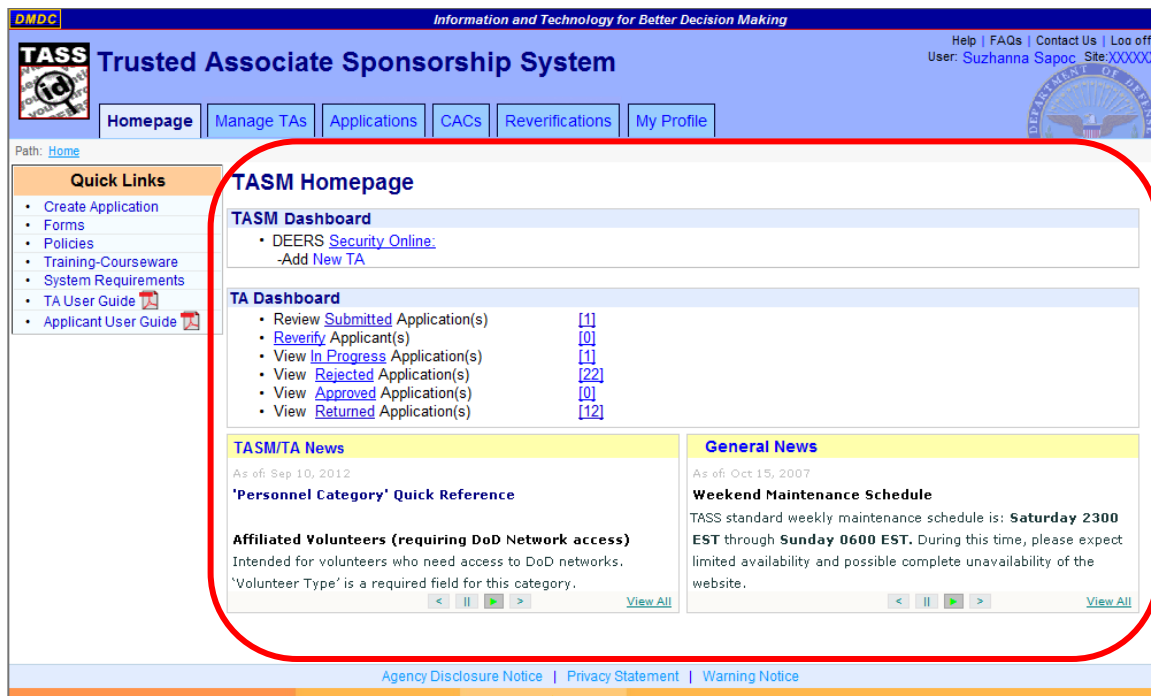 DMDC
Information and Technology for Better Decision Making
TASS
id
Trusted Associate Sponsorship System
Help | FAQs | Contact Us | Log off
User: Suzhanna Sapoc Site:XXXXX
Homepage
Manage TAs
Applications
CACs
Reverifications
My Profile
Path: Home
Quick Links
• Create Application
• Forms
• Policies
• Training-Courseware
• System Requirements
• TA User Guide
• Applicant User Guide
TASM Homepage
TASM Dashboard
• DEERS Security Online:
-Add New TA
TA Dashboard
• Review Submitted Application(s) [1]
• Reverify Applicant(s) [0]
• View In Progress Application(s) [1]
• View Rejected Application(s) [22]
• View Approved Application(s) [0]
• View Returned Application(s) [12]
TASM/TA News
As of: Sep 10, 2012
'Personnel Category' Quick Reference
Affiliated Volunteers (requiring DoD Network access)
Intended for volunteers who need access to DoD networks.
'Volunteer Type' is a required field for this category.
< || ► > View All
General News
As of: Oct 15, 2007
Weekend Maintenance Schedule
TASS standard weekly maintenance schedule is: Saturday 2300
EST through Sunday 0600 EST. During this time, please expect
limited availability and possible complete unavailability of the
website.
< || ► > View All
Agency Disclosure Notice | Privacy Statement | Warning Notice